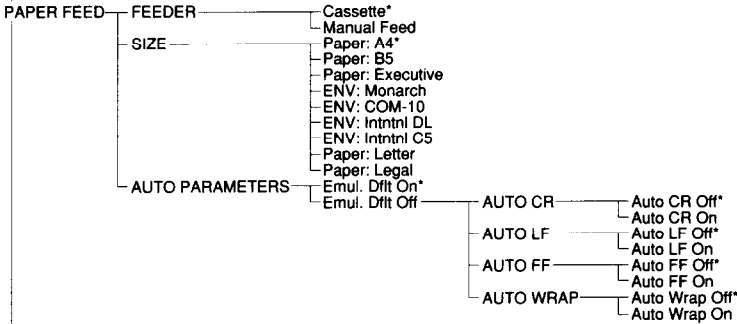 PAPER FEED FEEDER Cassette*
Manual Feed
SIZE Paper: A4*
Paper: B5
Paper: Executive
ENV: Monarch
ENV: COM-10
ENV: Intntnl DL
ENV: Intntnl C5
Paper: Letter
Paper: Legal
AUTO PARAMETERS Emul. Dflt On*
Emul. Dflt Off AUTO CR Auto CR Off*
Auto CR On
AUTO LF Auto LF Off*
Auto LF On
AUTO FF Auto FF Off*
Auto FF On
AUTO WRAP Auto Wrap Off*
Auto Wrap On